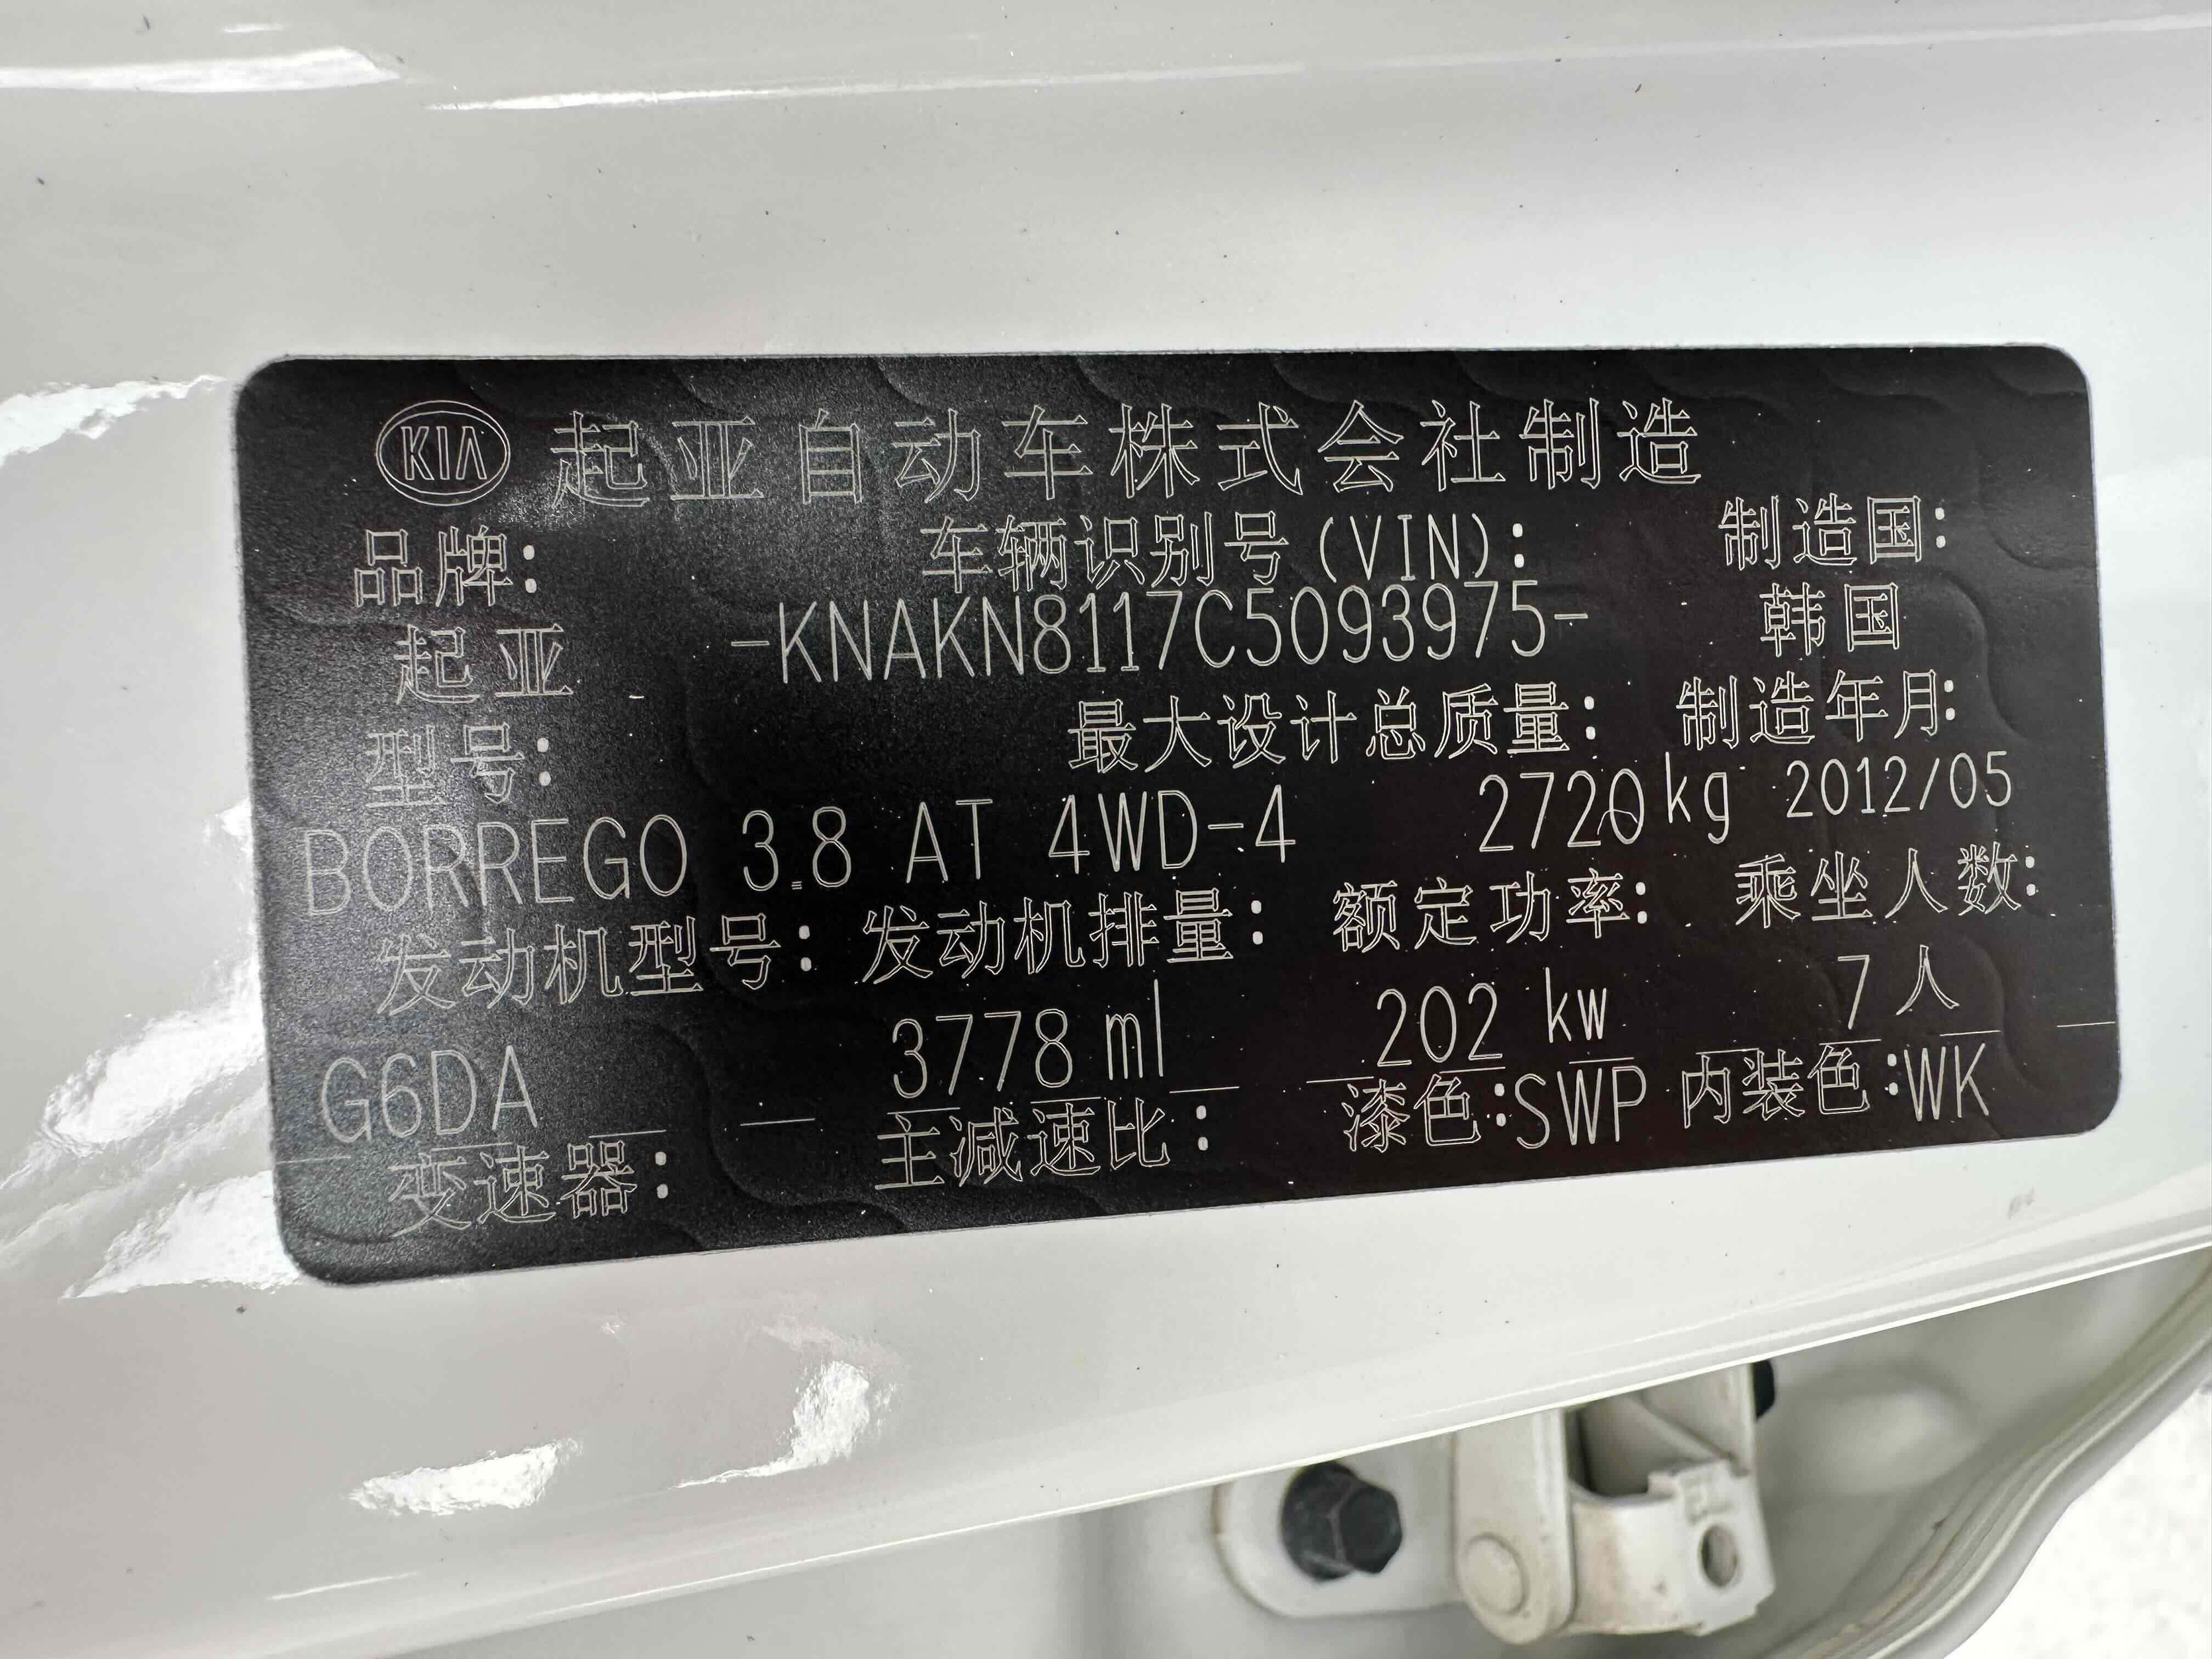 KIA 起亚自动车株式会社制造
品牌: 车辆识别号(VIN): 制造国:
起亚 -KNAKN8117C5093975- 韩国
型号: 最大设计总质量: 制造年月:
BORREGO 3.8 AT 4WD-4 2720 kg 2012/05
发动机型号: 发动机排量: 额定功率: 乘坐人数:
G6DA 3778 ml 202 kw 7 人
变速器: 主减速比: 漆色:SWP 内装色:WK